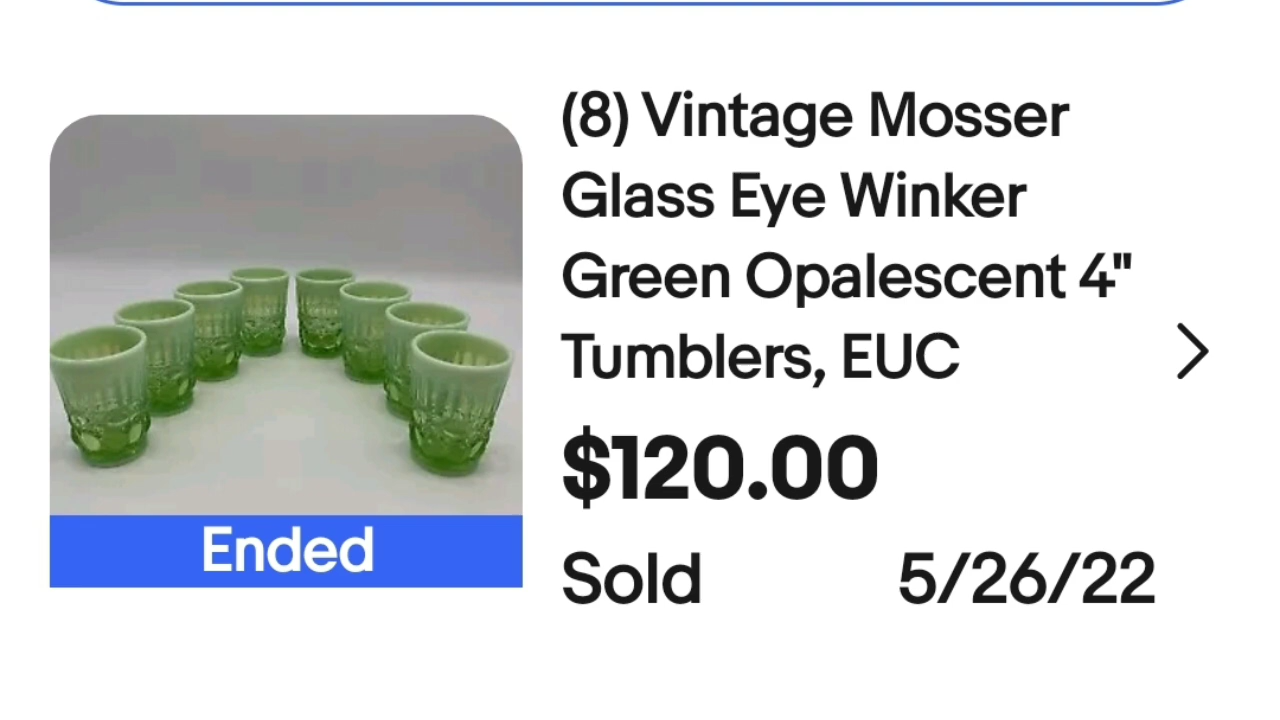 (8) Vintage Mosser
Glass Eye Winker
Green Opalescent 4"
Tumblers, EUC
$120.00
Ended
Sold 5/26/22